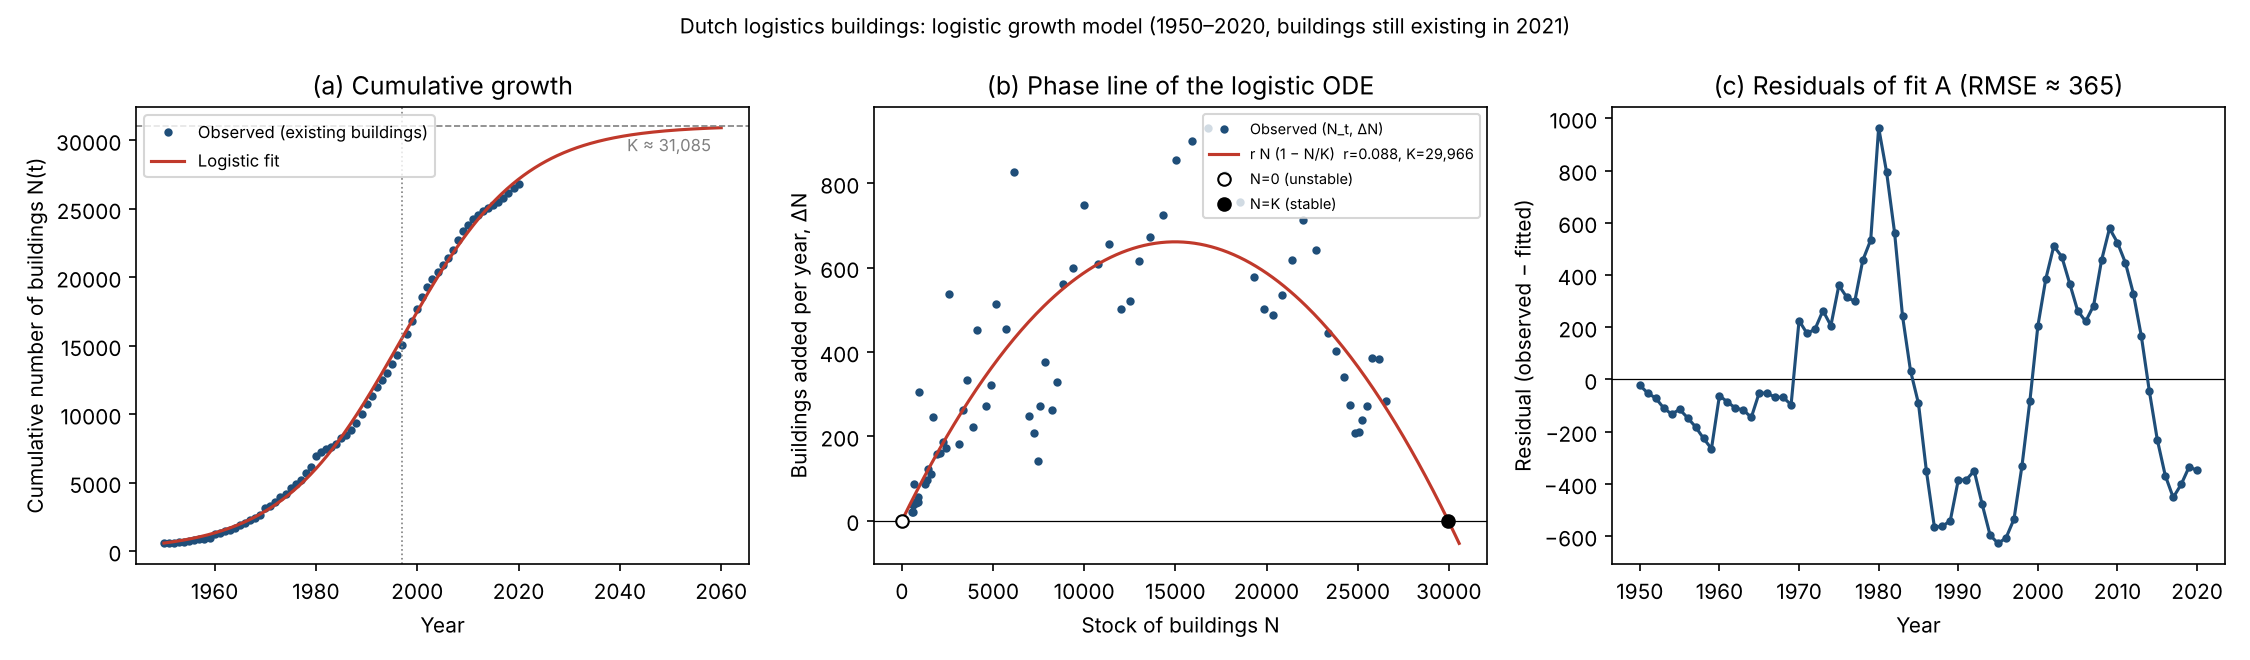 Dutch logistics buildings: logistic growth model (1950–2020, buildings still existing in 2021)
(a) Cumulative growth
Cumulative number of buildings N(t)
30000
25000
20000
15000
10000
5000
0
Observed (existing buildings)
Logistic fit
K ≈ 31,085
1960 1980 2000 2020 2040 2060
Year
(b) Phase line of the logistic ODE
Buildings added per year, ΔN
800
600
400
200
0
Observed (N_t, ΔN)
r N (1 − N/K) r=0.088, K=29,966
N=0 (unstable)
N=K (stable)
0 5000 10000 15000 20000 25000 30000
Stock of buildings N
(c) Residuals of fit A (RMSE ≈ 365)
Residual (observed − fitted)
1000
800
600
400
200
0
−200
−400
−600
1950 1960 1970 1980 1990 2000 2010 2020
Year